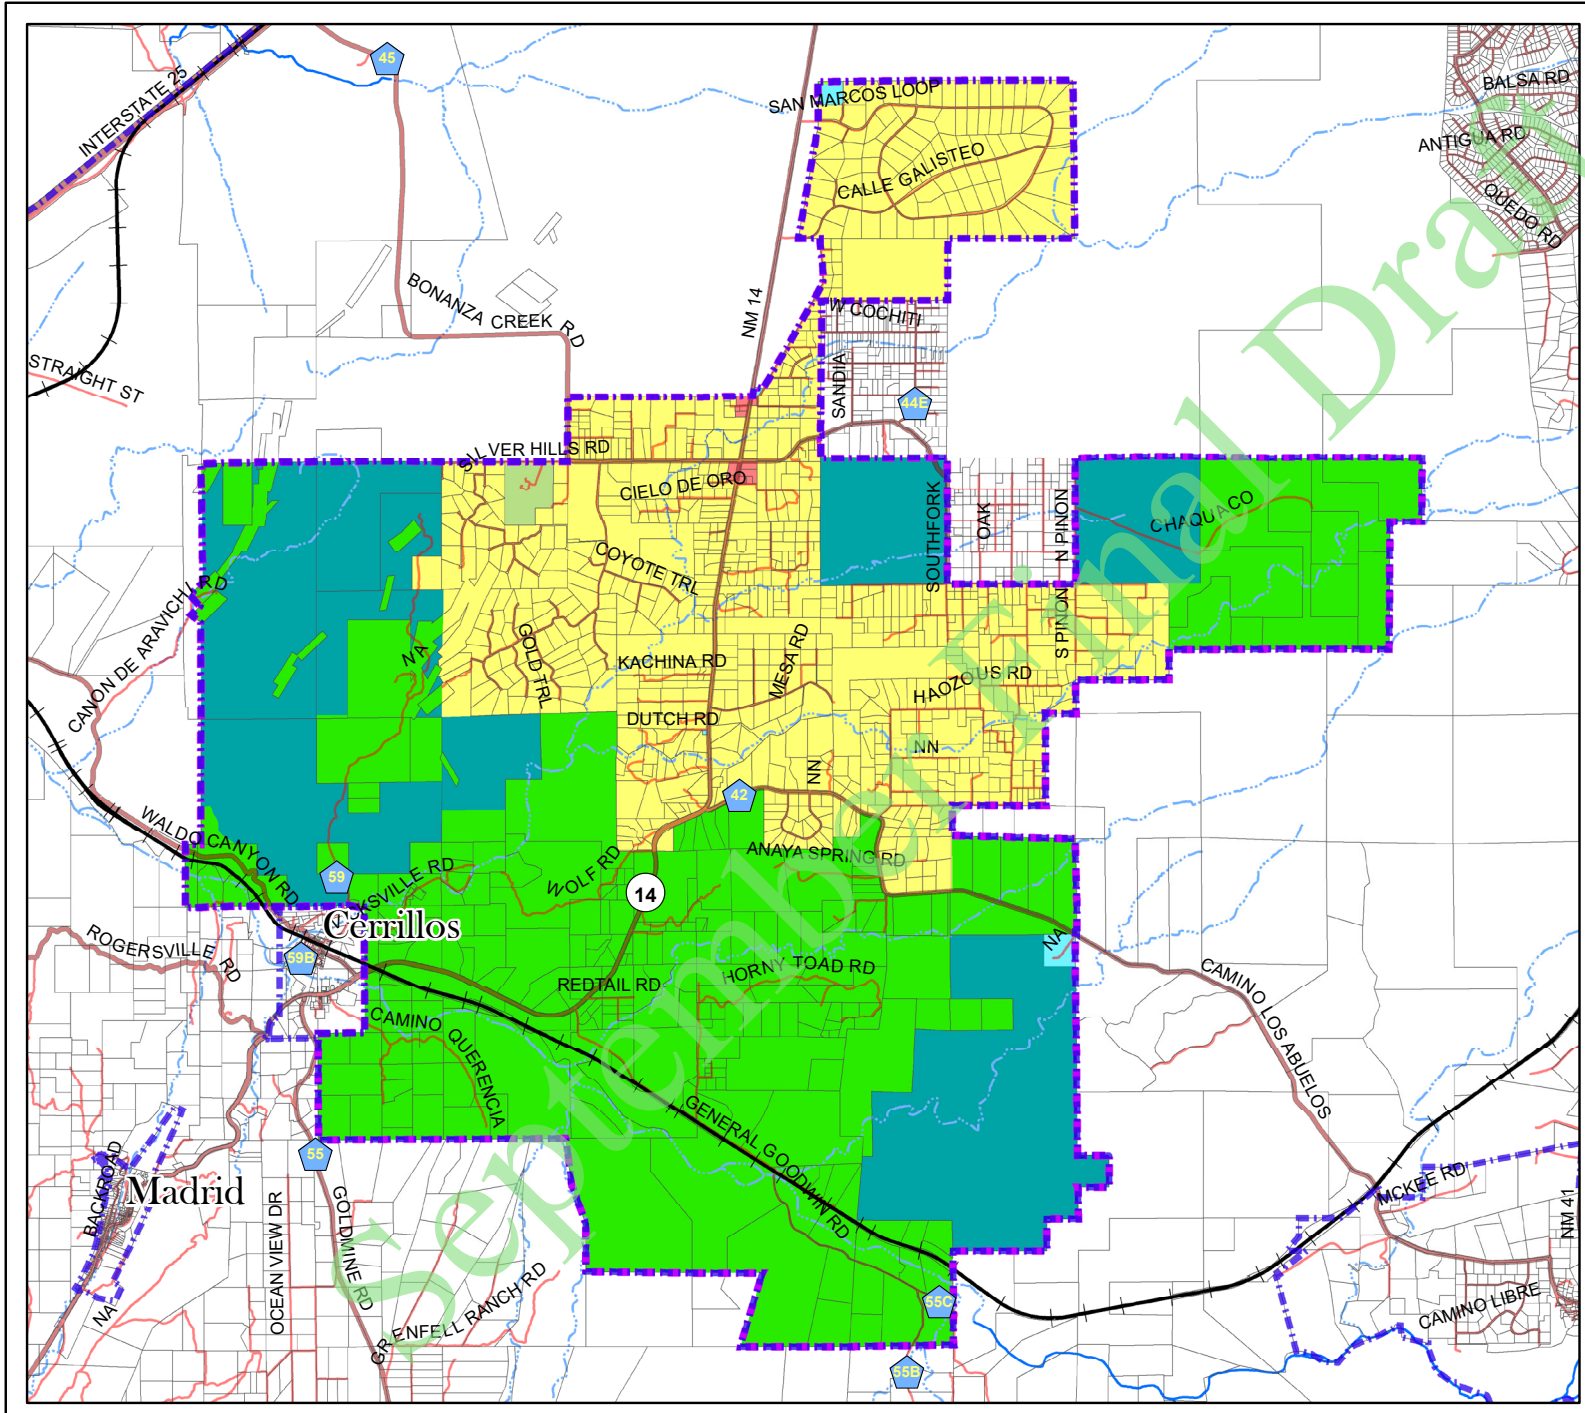 45
INTERSTATE 25
SAN MARCOS LOOP
BALSA RD
ANTIGUA RD
CALLE GALISTEO
QUEDO RD
BONANZA CREEK RD
NM 14
W COCHITI
STRAIGHT ST
SANDIA
44E
SILVER HILLS RD
CIELO DE ORO
SOUTHFORK
OAK
N PINON
CHAQUA CO
COYOTE TRL
CANON DE ARAVICHI RD
S PINON
GOLD TRL
NA
KACHINA RD
MESA RD
HAOZOUS RD
DUTCH RD
NN
NN
42
WALDO CANYON RD
ANAYA SPRING RD
59
WOLF RD
14
Cerrillos
ROGERSVILLE RD
59B
NA
REDTAIL RD
HORNY TOAD RD
CAMINO LOS ABUELOS
CAMINO QUERENCIA
GENERAL GOODWIN RD
55
BACKROAD
Madrid
MCKEE RD
NM 41
OCEAN VIEW DR
GOLDMINE RD
NA
GRENFELL RANCH RD
55C
CAMINO LIBRE
55B
September Final Draft